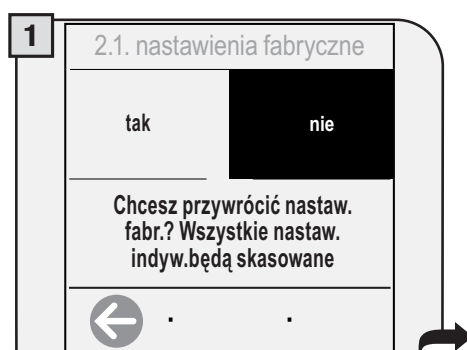 1
2.1. nastawienia fabryczne
tak nie
Chcesz przywrócić nastaw.
fabr.? Wszystkie nastaw.
indyw.będą skasowane
. .